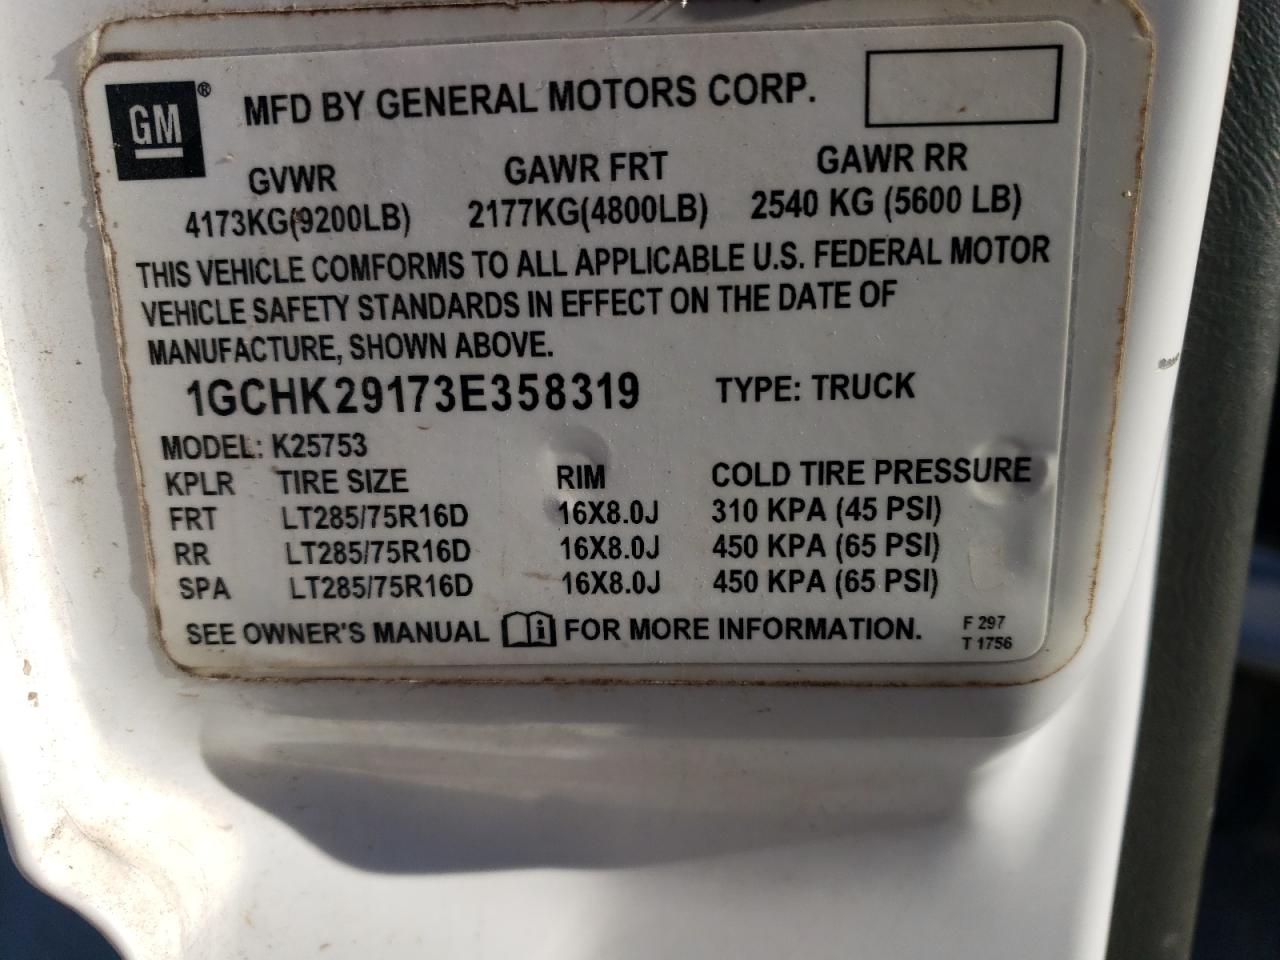 GM® MFD BY GENERAL MOTORS CORP.
GVWR GAWR FRT GAWR RR
4173KG(9200LB) 2177KG(4800LB) 2540 KG (5600 LB)
THIS VEHICLE COMFORMS TO ALL APPLICABLE U.S. FEDERAL MOTOR
VEHICLE SAFETY STANDARDS IN EFFECT ON THE DATE OF
MANUFACTURE, SHOWN ABOVE.
1GCHK29173E358319 TYPE: TRUCK
MODEL: K25753
KPLR TIRE SIZE RIM COLD TIRE PRESSURE
FRT LT285/75R16D 16X8.0J 310 KPA (45 PSI)
RR LT285/75R16D 16X8.0J 450 KPA (65 PSI)
SPA LT285/75R16D 16X8.0J 450 KPA (65 PSI)
SEE OWNER'S MANUAL i FOR MORE INFORMATION. F 297
T 1756